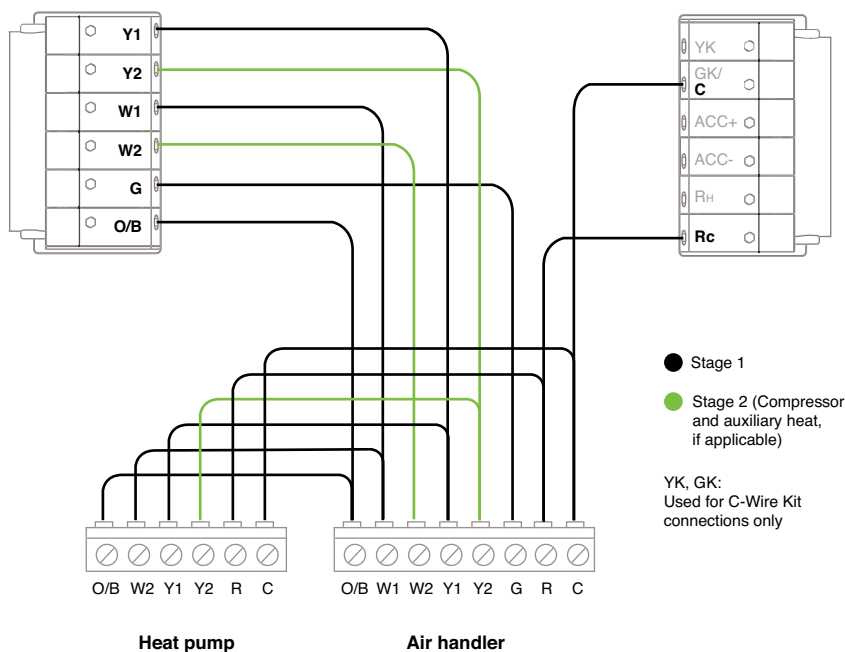 Y1
Y2
W1
W2
G
O/B
YK
GK/
C
ACC+
ACC-
RH
Rc
Stage 1
Stage 2 (Compressor
and auxiliary heat,
if applicable)
YK, GK:
Used for C-Wire Kit
connections only
O/B W2 Y1 Y2 R C
O/B W1 W2 Y1 Y2 G R C
Heat pump
Air handler